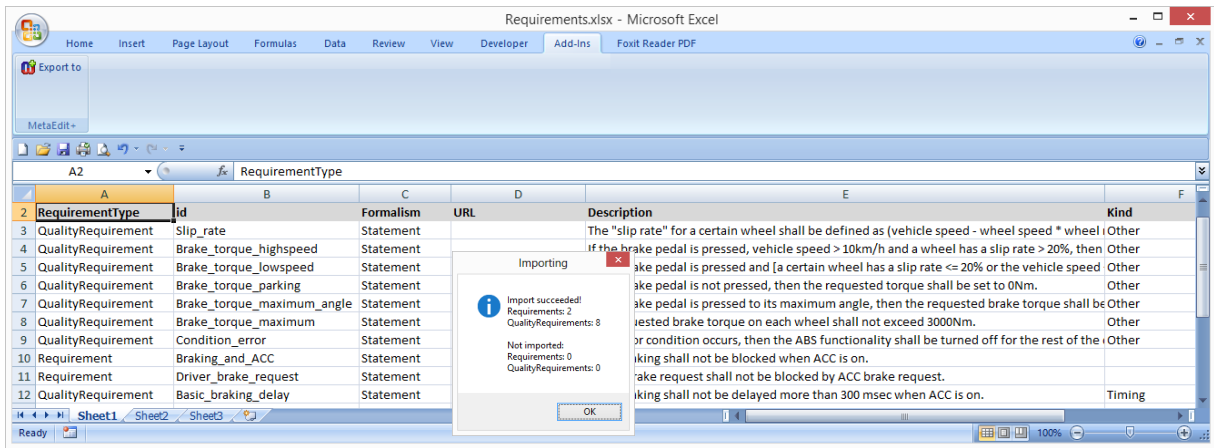 Requirements.xlsx - Microsoft Excel
Home Insert Page Layout Formulas Data Review View Developer Add-Ins Foxit Reader PDF
Export to
MetaEdit+
A2 fx RequirementType
A B C D E F
2 RequirementType id Formalism URL Description Kind
3 QualityRequirement Slip_rate Statement The "slip rate" for a certain wheel shall be defined as (vehicle speed - wheel speed * wheel Other
4 QualityRequirement Brake_torque_highspeed Statement If the brake pedal is pressed, vehicle speed > 10km/h and a wheel has a slip rate > 20%, then Other
5 QualityRequirement Brake_torque_lowspeed Statement ake pedal is pressed and [a certain wheel has a slip rate <= 20% or the vehicle speed Other
6 QualityRequirement Brake_torque_parking Statement ake pedal is not pressed, then the requested torque shall be set to 0Nm. Other
7 QualityRequirement Brake_torque_maximum_angle Statement ake pedal is pressed to its maximum angle, then the requested brake torque shall be Other
8 QualityRequirement Brake_torque_maximum Statement uested brake torque on each wheel shall not exceed 3000Nm. Other
9 QualityRequirement Condition_error Statement or condition occurs, then the ABS functionality shall be turned off for the rest of the Other
10 Requirement Braking_and_ACC Statement king shall not be blocked when ACC is on.
11 Requirement Driver_brake_request Statement rake request shall not be blocked by ACC brake request.
12 QualityRequirement Basic_braking_delay Statement king shall not be delayed more than 300 msec when ACC is on. Timing
Importing
Import succeeded!
Requirements: 2
QualityRequirements: 8
Not imported:
Requirements: 0
QualityRequirements: 0
OK
Sheet1 Sheet2 Sheet3
Ready 100%